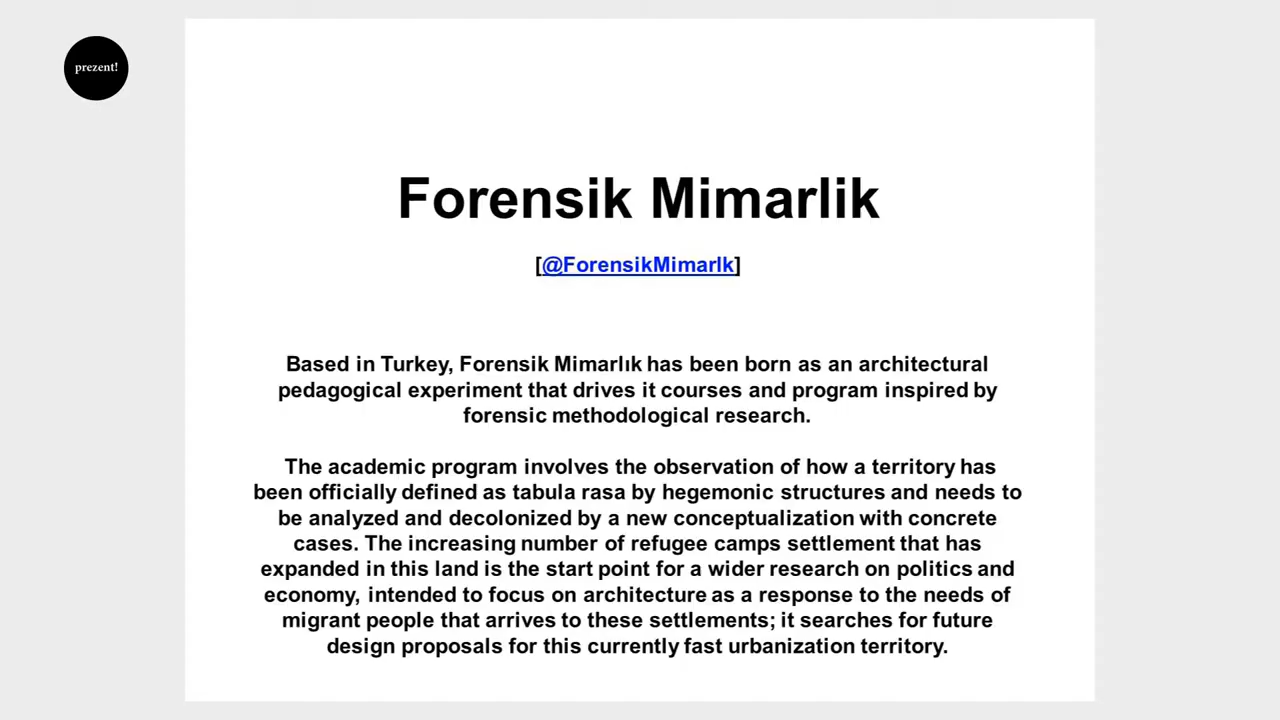 prezent!
Forensik Mimarlik
[@ForensikMimarlk]
Based in Turkey, Forensik Mimarlık has been born as an architectural
pedagogical experiment that drives it courses and program inspired by
forensic methodological research.
The academic program involves the observation of how a territory has
been officially defined as tabula rasa by hegemonic structures and needs to
be analyzed and decolonized by a new conceptualization with concrete
cases. The increasing number of refugee camps settlement that has
expanded in this land is the start point for a wider research on politics and
economy, intended to focus on architecture as a response to the needs of
migrant people that arrives to these settlements; it searches for future
design proposals for this currently fast urbanization territory.